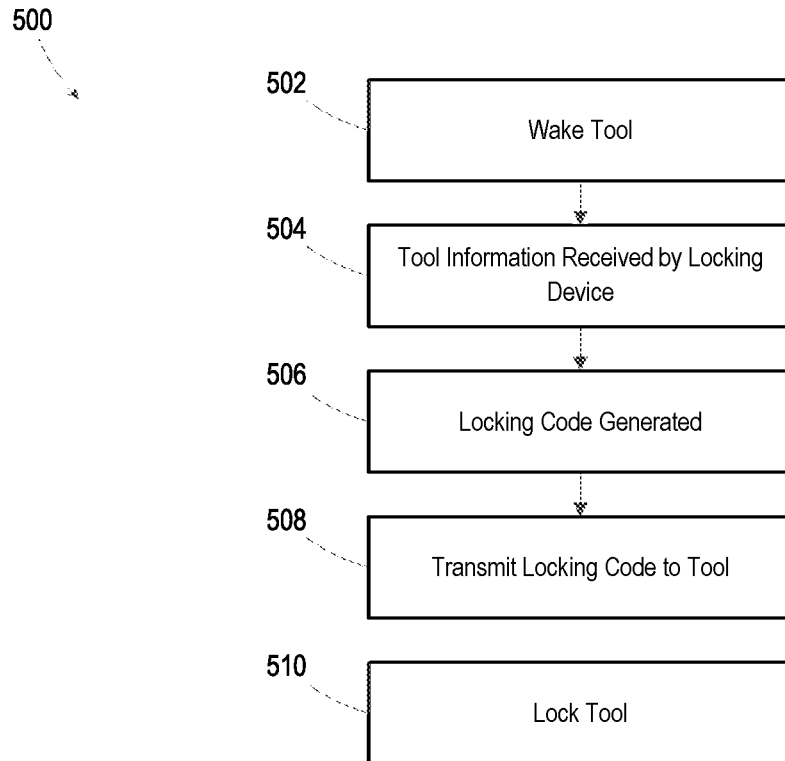 500
502
Wake Tool
504
Tool Information Received by Locking
Device
506
Locking Code Generated
508
Transmit Locking Code to Tool
510
Lock Tool